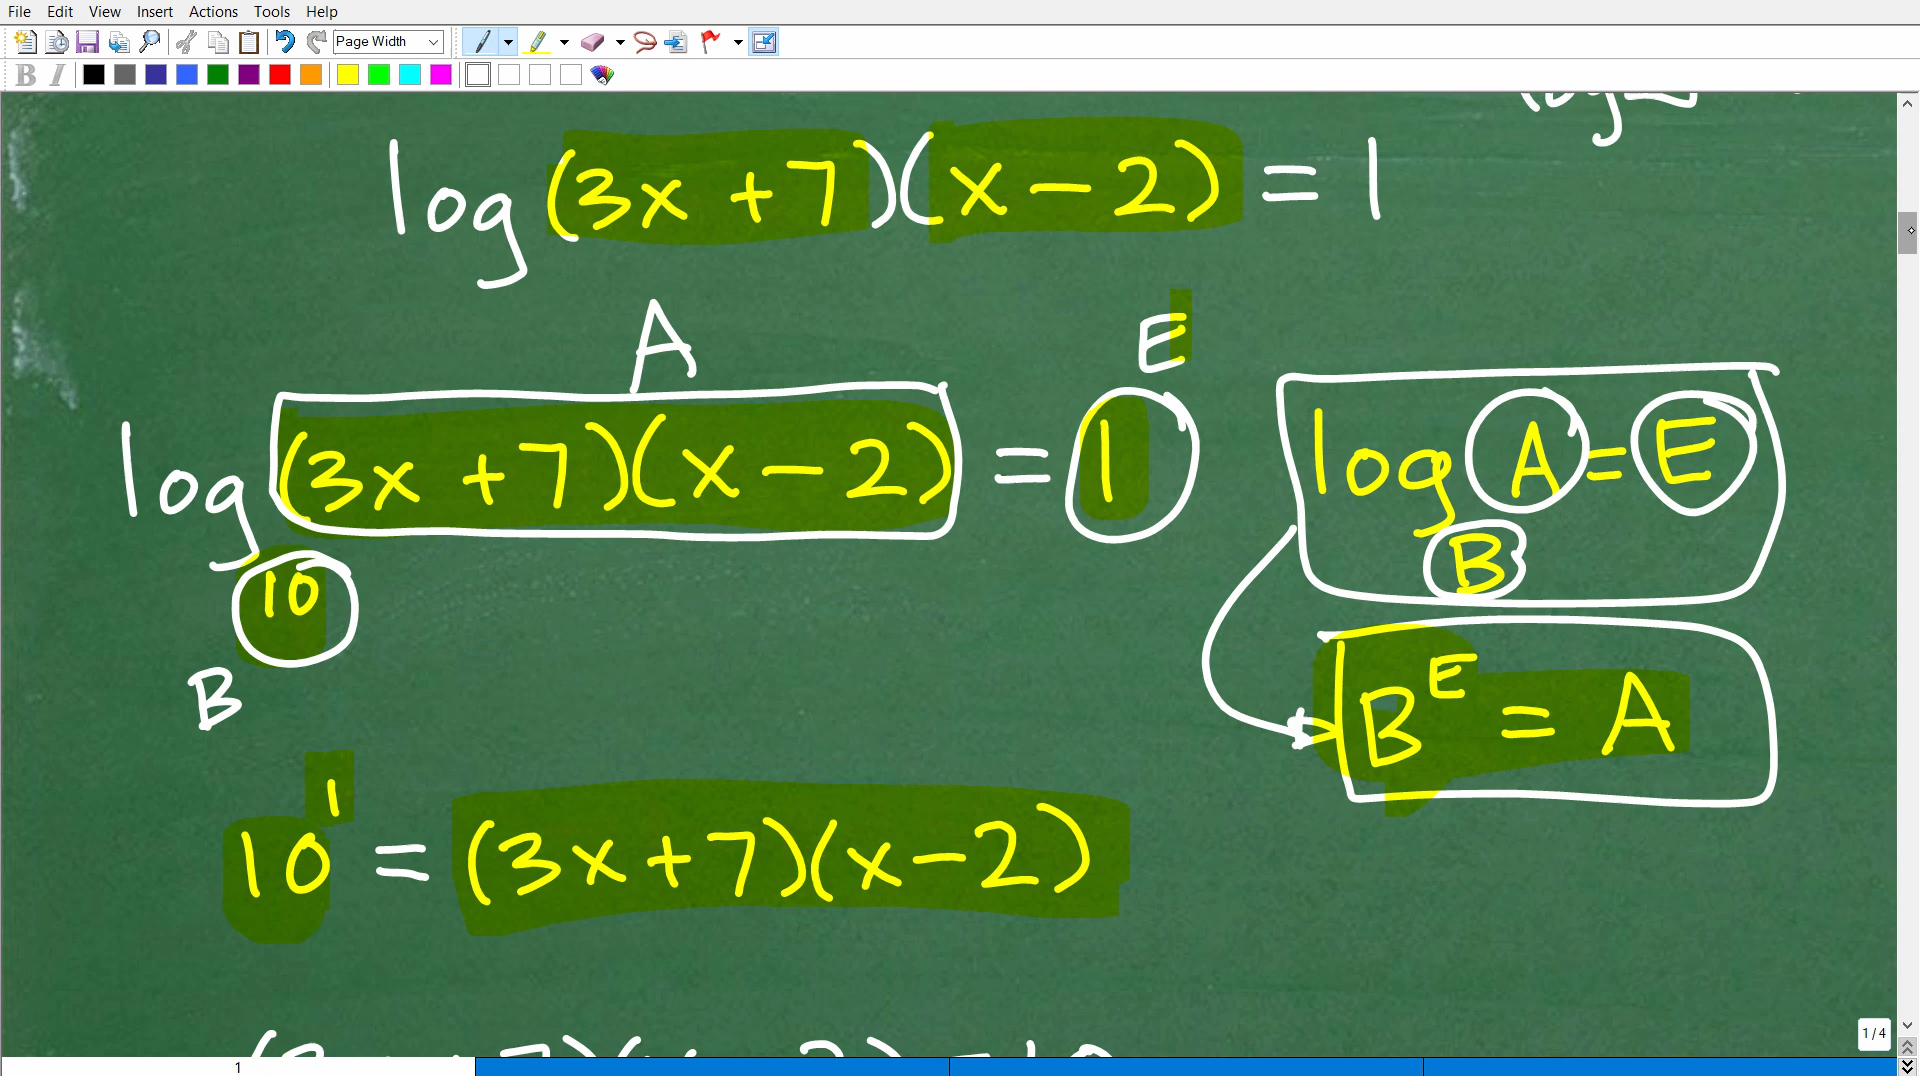 File Edit View Insert Actions Tools Help
Page Width
B I
log
log (3x + 7)(x - 2) = 1
A
E
log (3x + 7)(x - 2) = 1
10
B
log A = E
B
B^E = A
10^1 = (3x + 7)(x - 2)
1/4
1